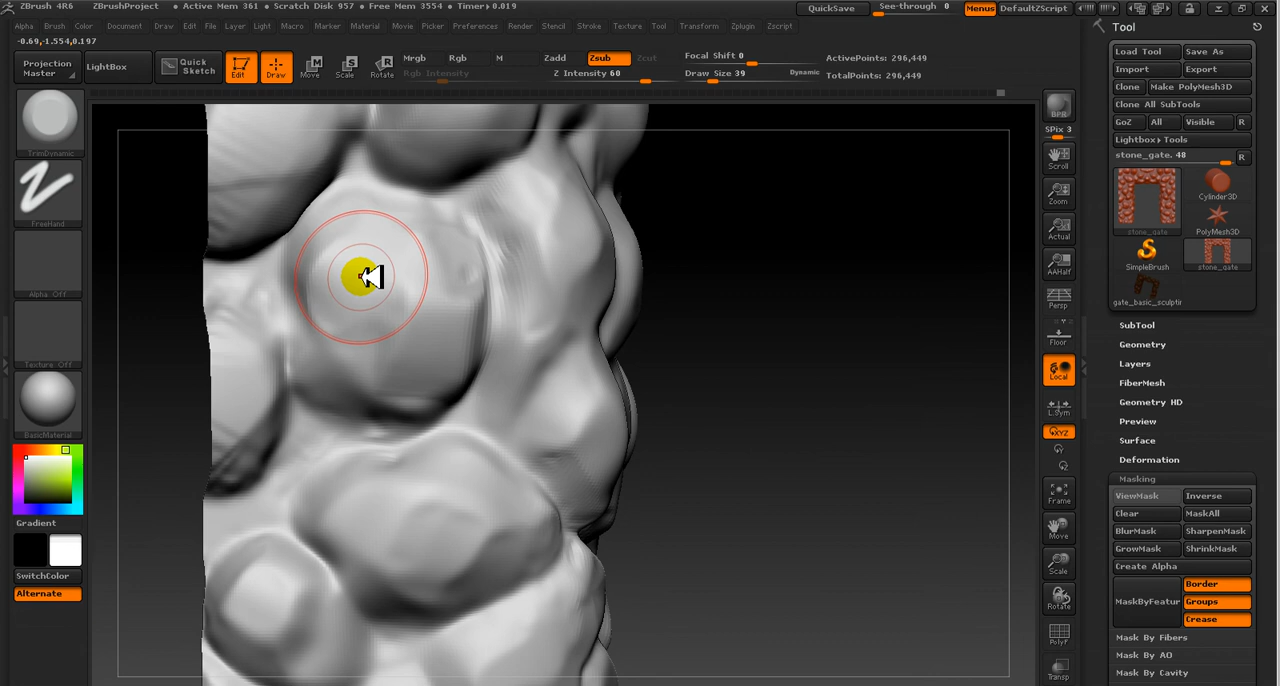 ZBrush 4R6 ZBrushProject • Active Mem 361 • Scratch Disk 957 • Free Mem 3554 • Timer▸0.019 QuickSave See-through 0 Menus DefaultZScript
Alpha Brush Color Document Draw Edit File Layer Light Macro Marker Material Movie Picker Preferences Render Stencil Stroke Texture Tool Transform Zplugin Zscript
-0.69,-1.554,0.197
Tool
Projection Master
LightBox
Quick Sketch
Edit Draw Move Scale Rotate
Mrgb Rgb M
Rgb Intensity
Zadd Zsub Zcut
Z Intensity 60
Focal Shift 0
Draw Size 39 Dynamic
ActivePoints: 296,449
TotalPoints: 296,449
TrimDynamic
FreeHand
Alpha Off
Texture Off
BasicMaterial
Gradient
SwitchColor
Alternate
BPR
SPix 3
Scroll
Zoom
Actual
AAHalf
Persp
Floor
Local
L.Sym
XYZ
Frame
Move
Scale
Rotate
PolyF
Transp
Load Tool Save As
Import Export
Clone Make PolyMesh3D
Clone All SubTools
GoZ All Visible R
Lightbox▸Tools
stone_gate. 48 R
stone_gate
Cylinder3D
PolyMesh3D
SimpleBrush
stone_gate
gate_basic_sculptir
SubTool
Geometry
Layers
FiberMesh
Geometry HD
Preview
Surface
Deformation
Masking
ViewMask Inverse
Clear MaskAll
BlurMask SharpenMask
GrowMask ShrinkMask
Create Alpha
MaskByFeatur
Border
Groups
Crease
Mask By Fibers
Mask By AO
Mask By Cavity